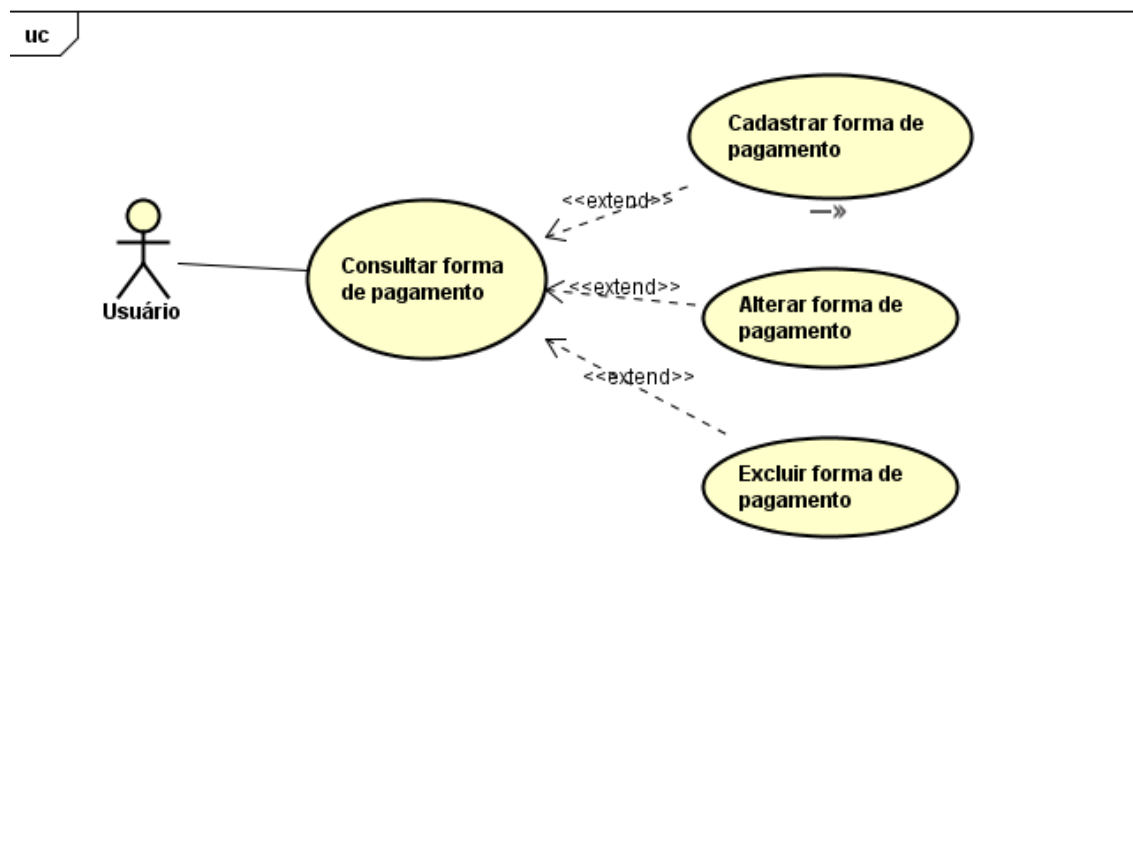 uc
Cadastrar forma de
pagamento
<<extend>>
Usuário
Consultar forma
de pagamento
<<extend>>
Alterar forma de
pagamento
<<extend>>
Excluir forma de
pagamento